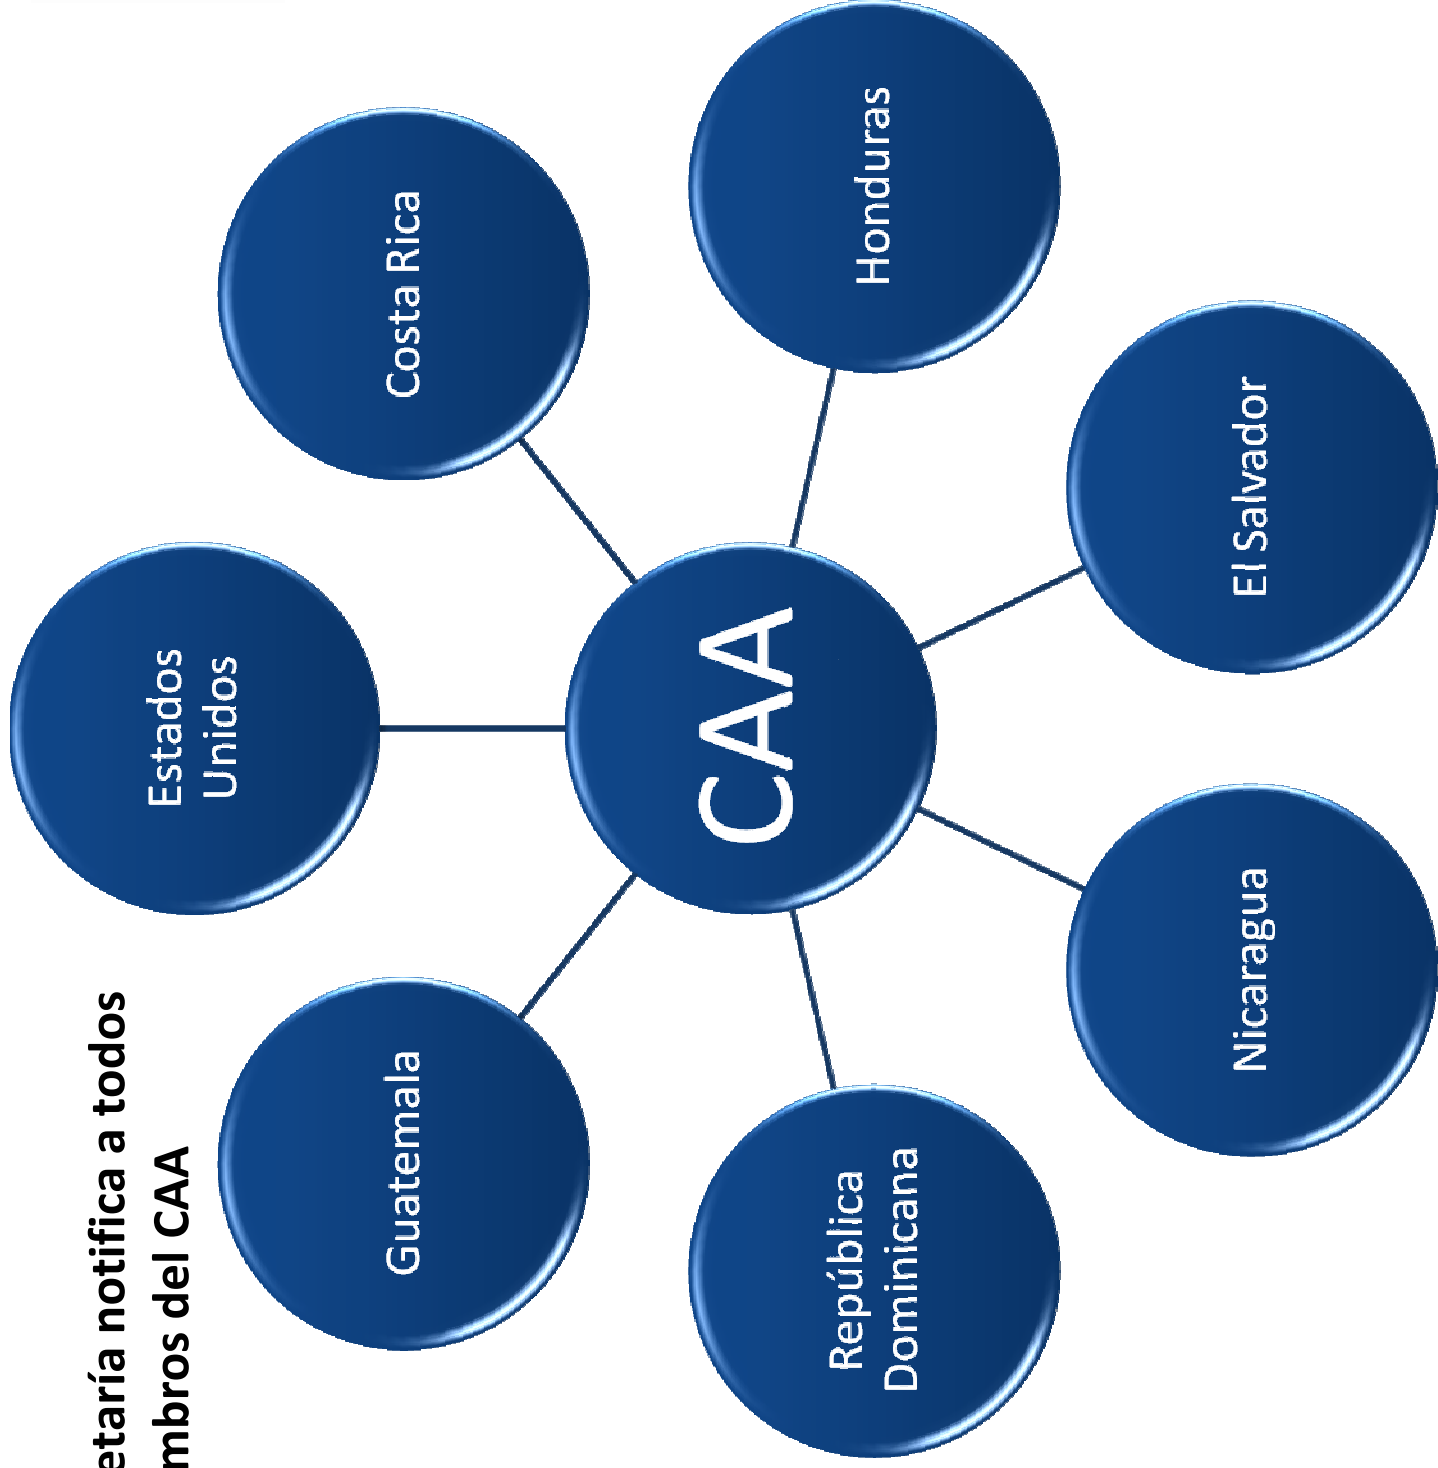 etaría notifica a todos
mbros del CAA
Estados
Unidos
Costa Rica
Honduras
El Salvador
Nicaragua
República
Dominicana
Guatemala
CAA